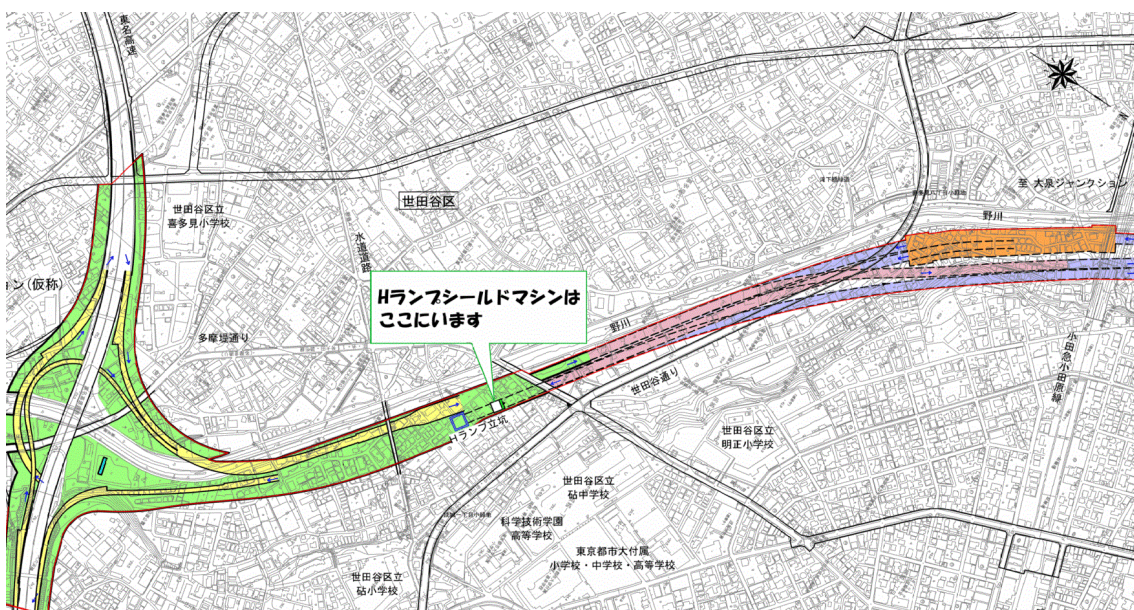 東名高速
世田谷区立
喜多見小学校
世田谷区
水道道路
至 大泉ジャンクション
野川
ン(仮称)
Hランプシールドマシンは
ここにいます
野川
多摩堤通り
世田谷通り
小田急小田原線
Hランプ立坑
世田谷区立
明正小学校
世田谷区立
砧中学校
科学技術学園
高等学校
東京都市大付属
小学校・中学校・高等学校
世田谷区立
砧小学校